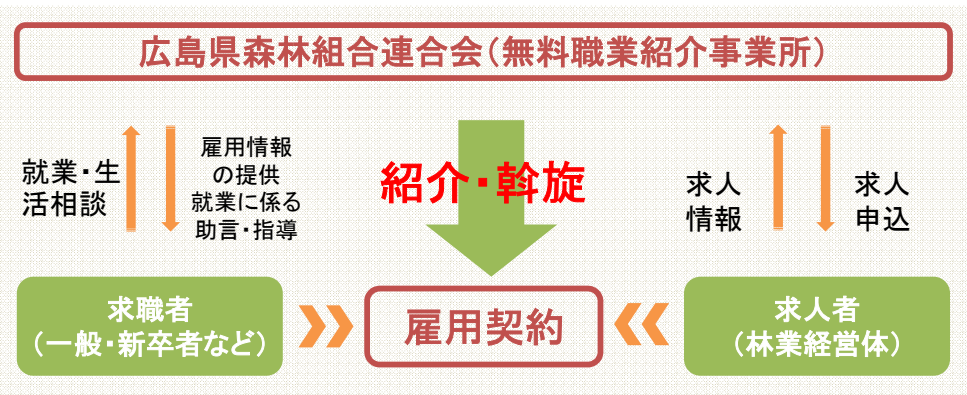 広島県森林組合連合会（無料職業紹介事業所）
就業・生
活相談
雇用情報
の提供
就業に係る
助言・指導
紹介・斡旋
求人
情報
求人
申込
求職者
（一般・新卒者など）
雇用契約
求人者
（林業経営体）